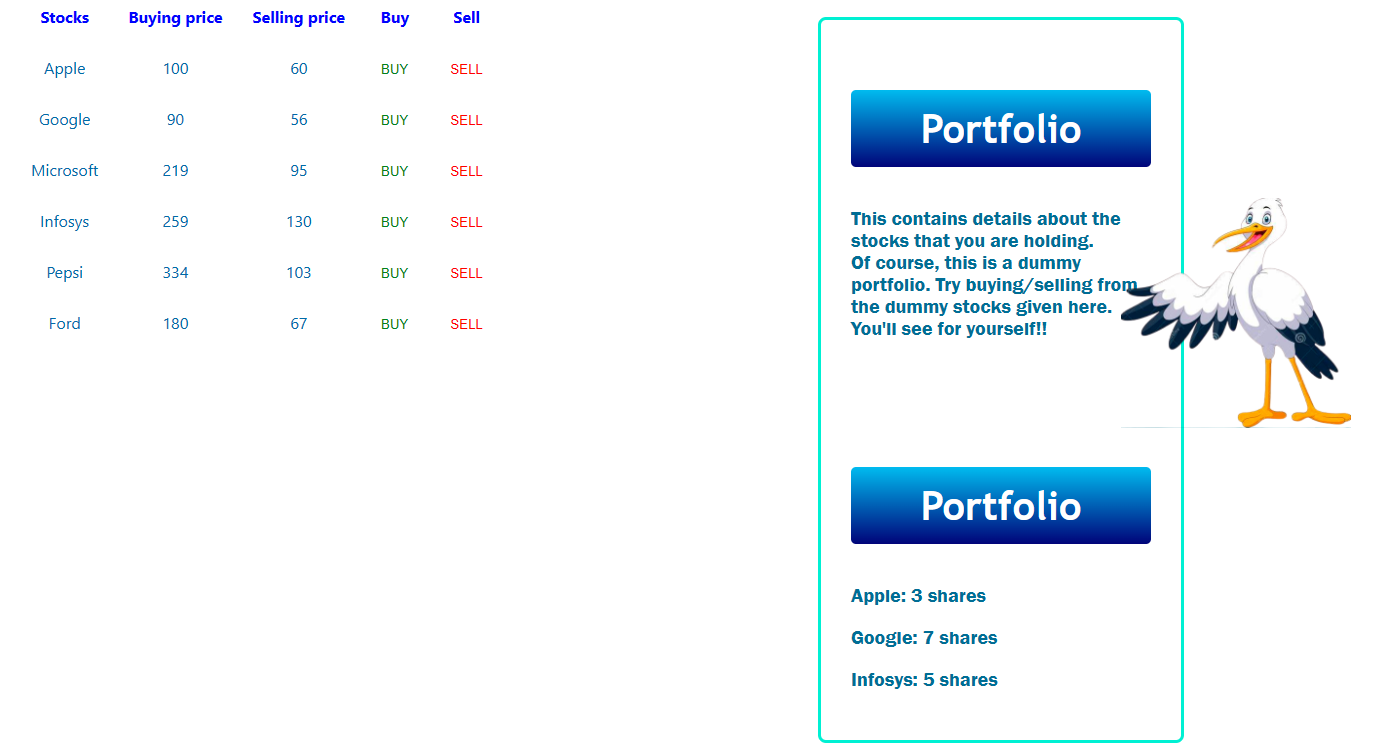 Stocks Buying price Selling price Buy Sell
Apple 100 60 BUY SELL
Google 90 56 BUY SELL
Microsoft 219 95 BUY SELL
Infosys 259 130 BUY SELL
Pepsi 334 103 BUY SELL
Ford 180 67 BUY SELL
Portfolio
This contains details about the
stocks that you are holding.
Of course, this is a dummy
portfolio. Try buying/selling from
the dummy stocks given here.
You'll see for yourself!!
Portfolio
Apple: 3 shares
Google: 7 shares
Infosys: 5 shares